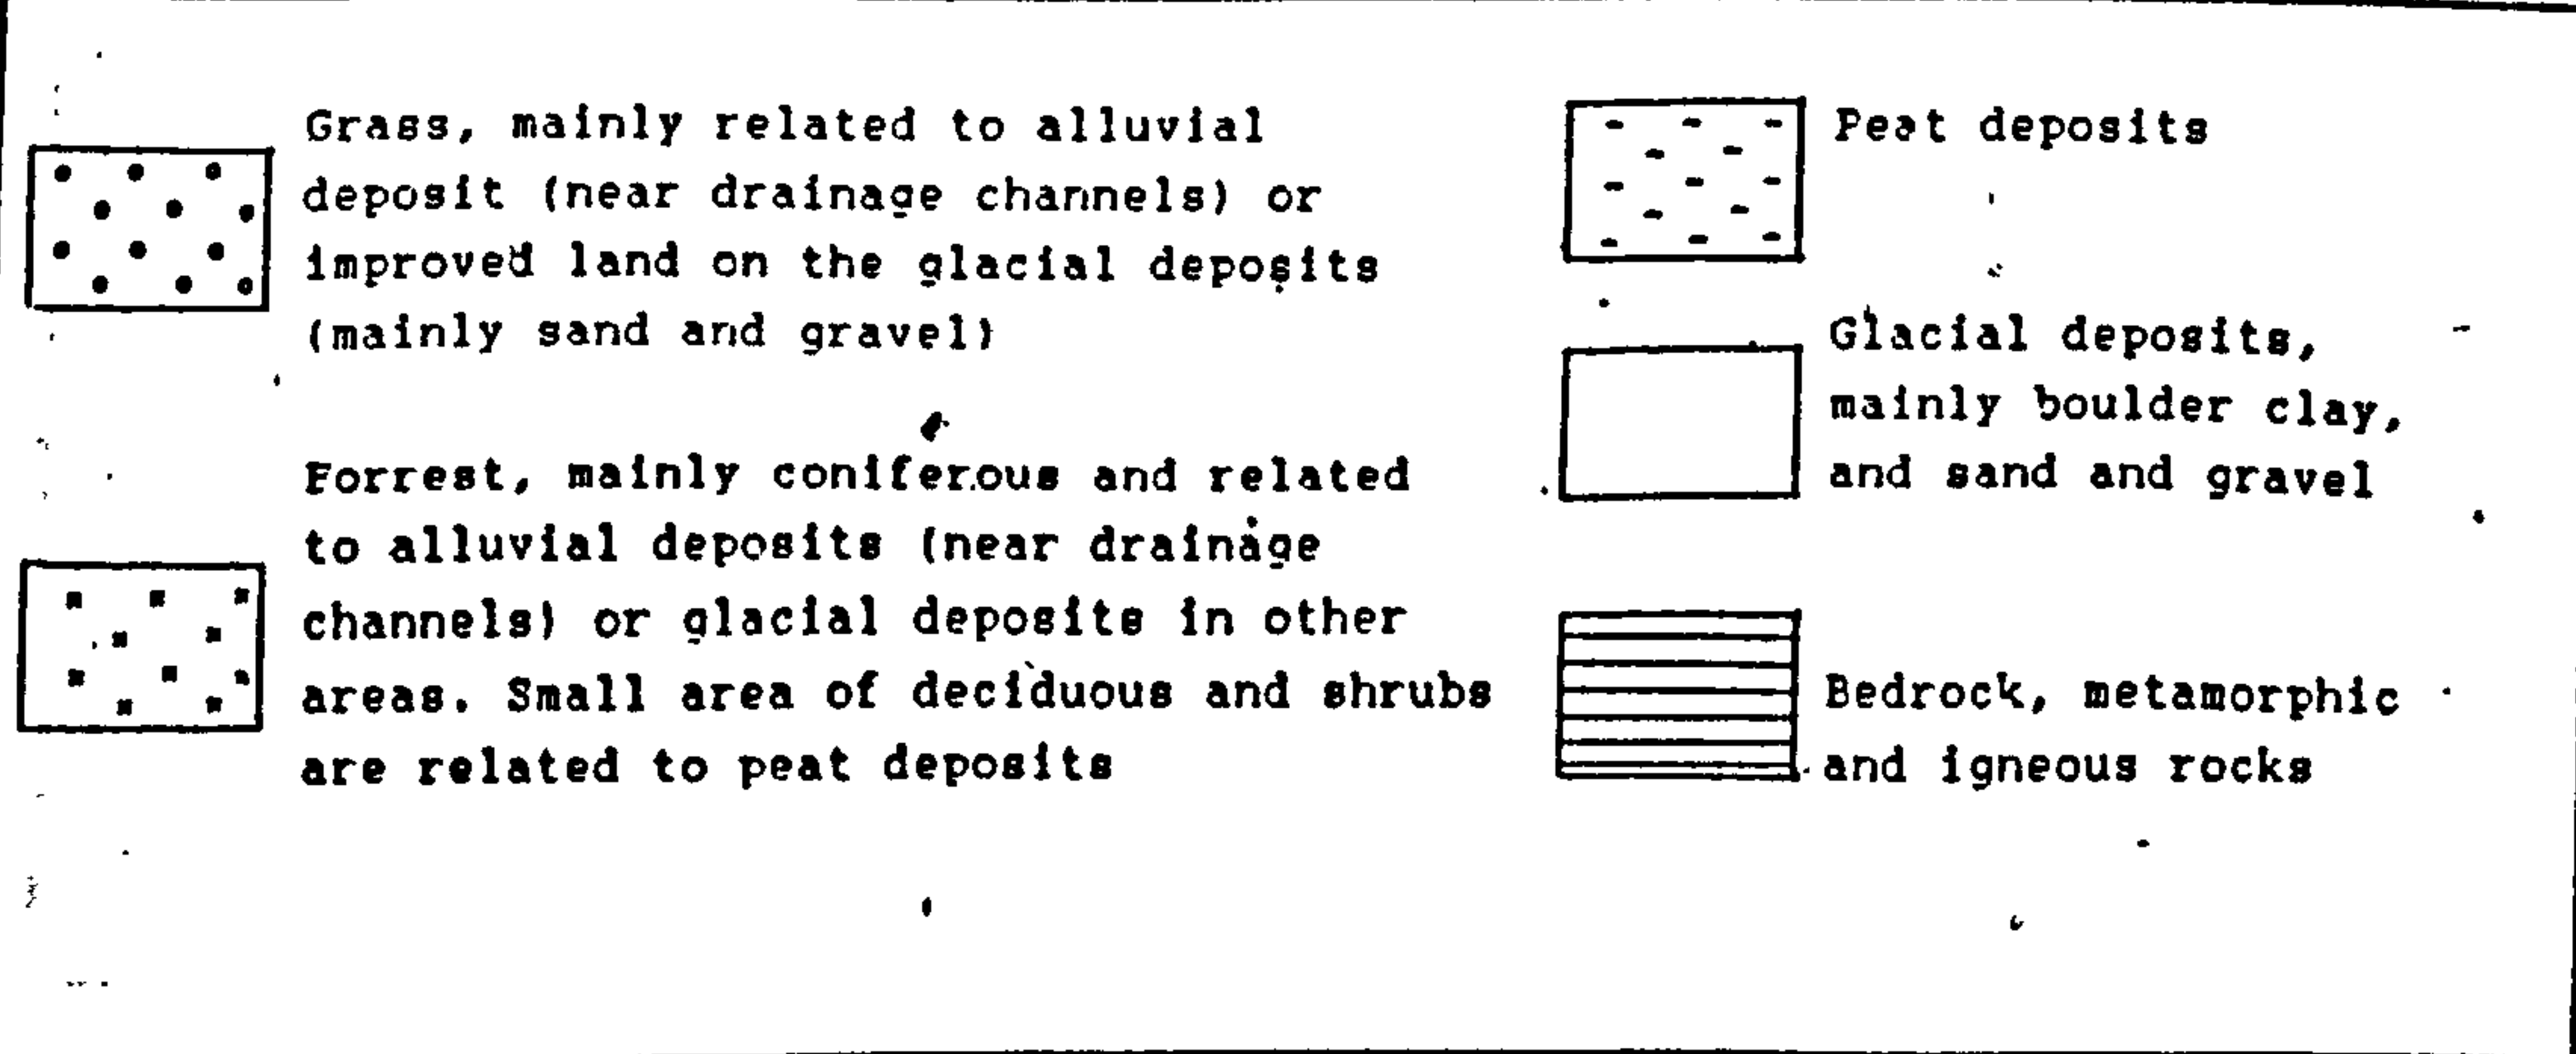 Grass, mainly related to alluvial
deposit (near drainage channels) or
improved land on the glacial deposits
(mainly sand and gravel)
Forrest, mainly coniferous and related
to alluvial deposits (near drainage
channels) or glacial deposits in other
areas. Small area of deciduous and shrubs
are related to peat deposits
Peat deposits
Glacial deposits,
mainly boulder clay,
and sand and gravel
Bedrock, metamorphic
and igneous rocks